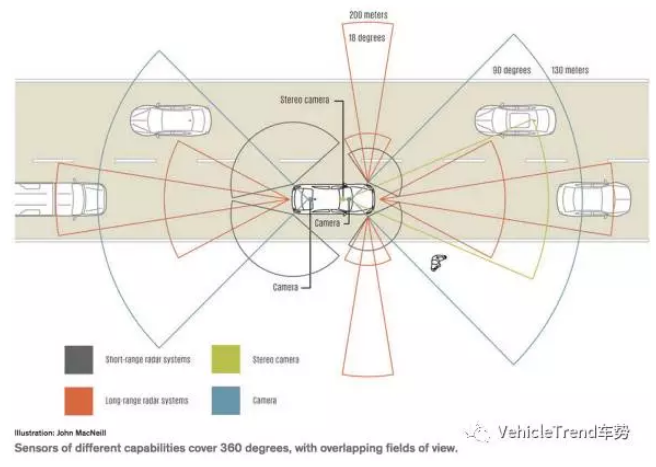 200 meters
18 degrees
90 degrees
130 meters
Stereo camera
Camera
Camera
Short-range radar systems
Stereo camera
Long-range radar systems
Camera
Illustration: John MacNeill
VehicleTrend车势
Sensors of different capabilities cover 360 degrees, with overlapping fields of view.